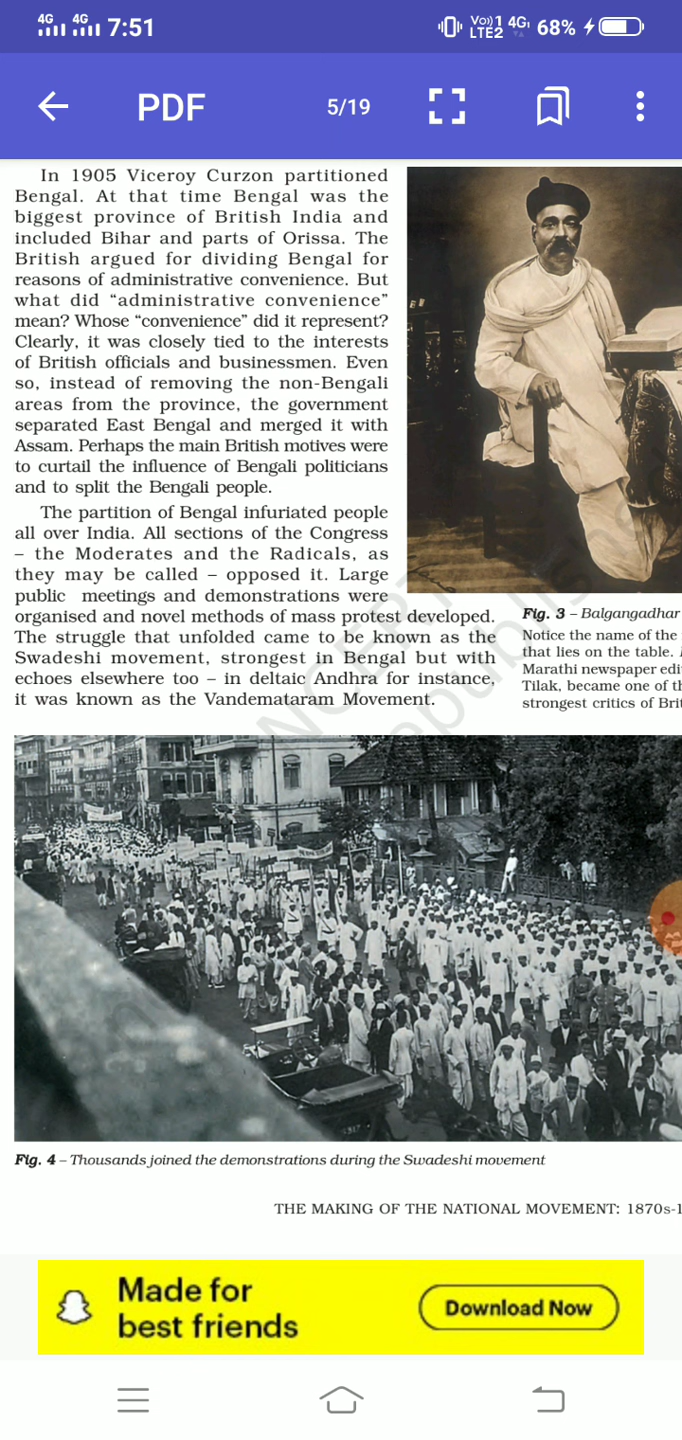 4G 4G 7:51 Vo)) 1 4G 68%
LTE2
PDF 5/19
In 1905 Viceroy Curzon partitioned
Bengal. At that time Bengal was the
biggest province of British India and
included Bihar and parts of Orissa. The
British argued for dividing Bengal for
reasons of administrative convenience. But
what did “administrative convenience”
mean? Whose “convenience” did it represent?
Clearly, it was closely tied to the interests
of British officials and businessmen. Even
so, instead of removing the non-Bengali
areas from the province, the government
separated East Bengal and merged it with
Assam. Perhaps the main British motives were
to curtail the influence of Bengali politicians
and to split the Bengali people.
The partition of Bengal infuriated people
all over India. All sections of the Congress
– the Moderates and the Radicals, as
they may be called – opposed it. Large
public meetings and demonstrations were
organised and novel methods of mass protest developed.
The struggle that unfolded came to be known as the
Swadeshi movement, strongest in Bengal but with
echoes elsewhere too – in deltaic Andhra for instance,
it was known as the Vandemataram Movement.
Fig. 3 – Balgangadhar
Notice the name of the
that lies on the table.
Marathi newspaper edi
Tilak, became one of th
strongest critics of Brit
NCERT
republis
Fig. 4 – Thousands joined the demonstrations during the Swadeshi movement
THE MAKING OF THE NATIONAL MOVEMENT: 1870s-1
Made for
best friends
Download Now